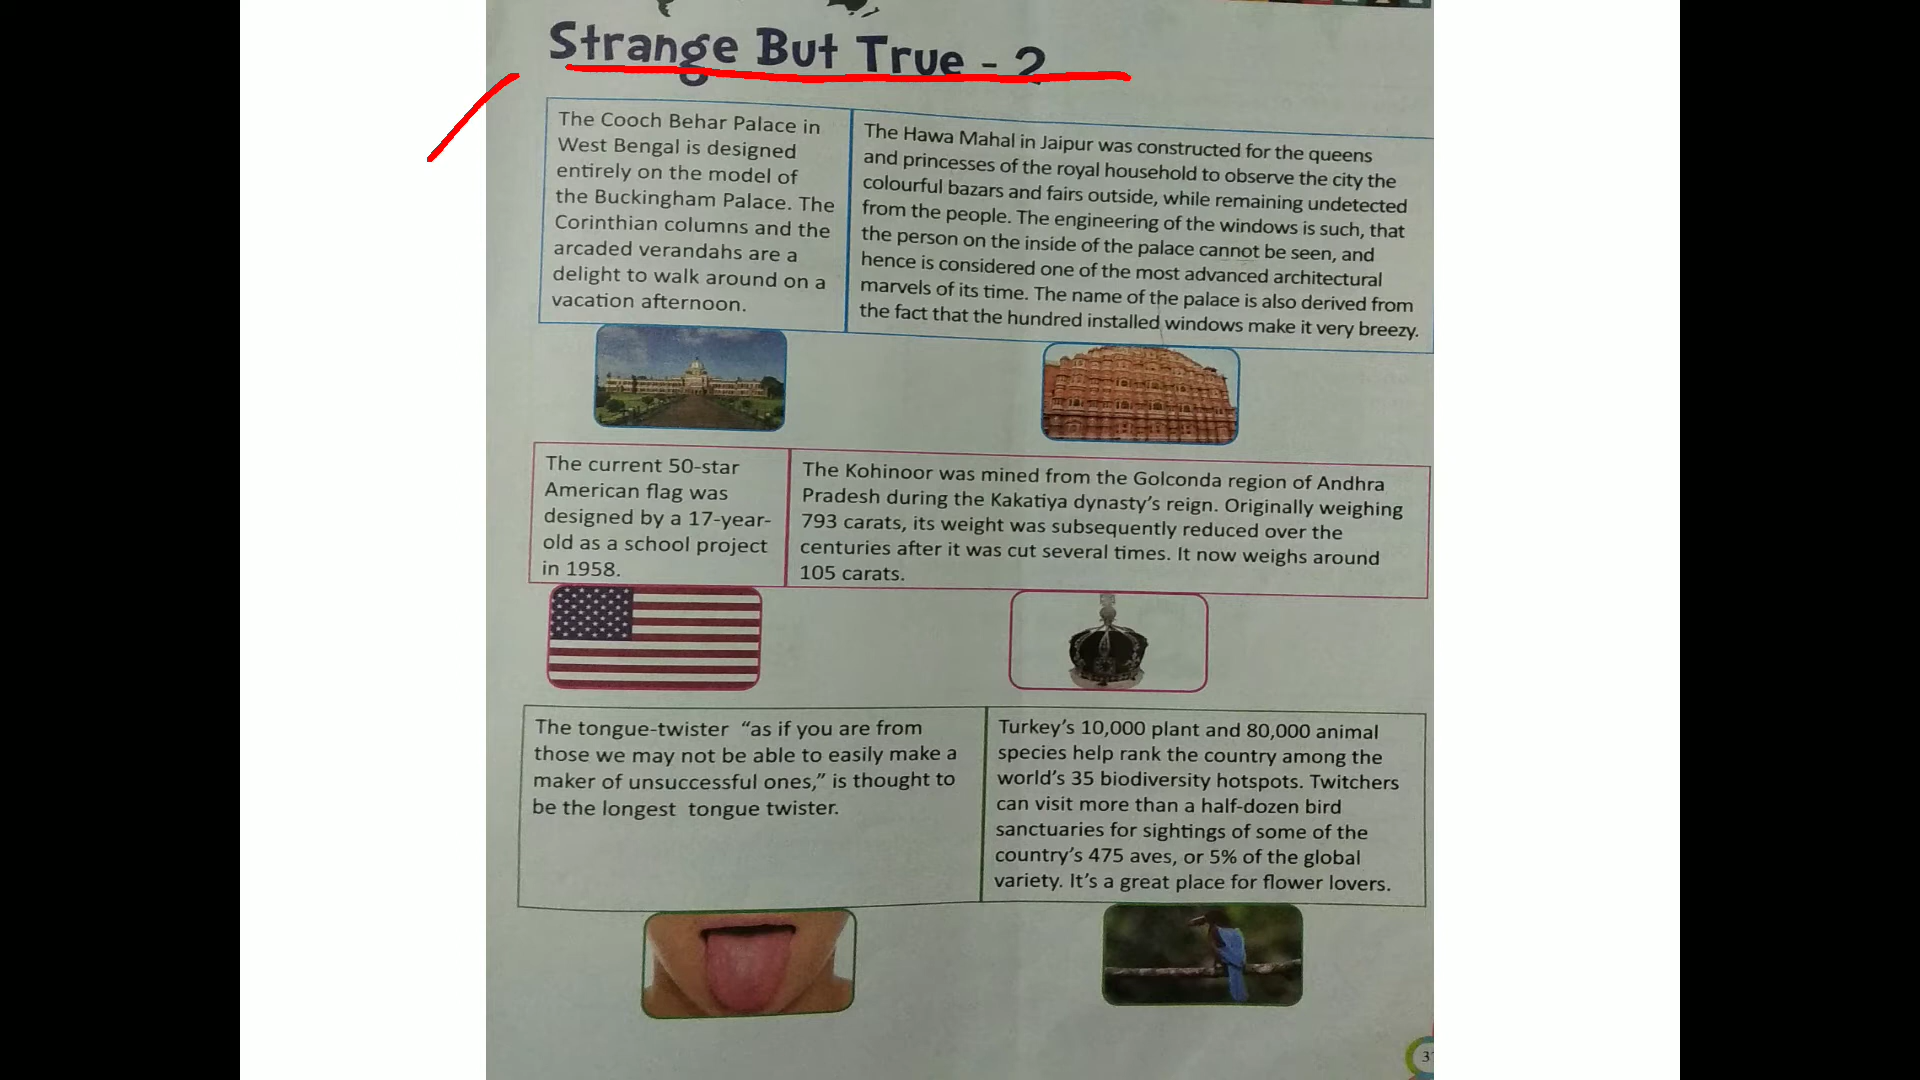 Strange But True - 2
The Cooch Behar Palace in
West Bengal is designed
entirely on the model of
the Buckingham Palace. The
Corinthian columns and the
arcaded verandahs are a
delight to walk around on a
vacation afternoon.
The Hawa Mahal in Jaipur was constructed for the queens
and princesses of the royal household to observe the city the
colourful bazars and fairs outside, while remaining undetected
from the people. The engineering of the windows is such, that
the person on the inside of the palace cannot be seen, and
hence is considered one of the most advanced architectural
marvels of its time. The name of the palace is also derived from
the fact that the hundred installed windows make it very breezy.
The current 50-star
American flag was
designed by a 17-year-
old as a school project
in 1958.
The Kohinoor was mined from the Golconda region of Andhra
Pradesh during the Kakatiya dynasty's reign. Originally weighing
793 carats, its weight was subsequently reduced over the
centuries after it was cut several times. It now weighs around
105 carats.
The tongue-twister “as if you are from
those we may not be able to easily make a
maker of unsuccessful ones,” is thought to
be the longest tongue twister.
Turkey's 10,000 plant and 80,000 animal
species help rank the country among the
world's 35 biodiversity hotspots. Twitchers
can visit more than a half-dozen bird
sanctuaries for sightings of some of the
country's 475 aves, or 5% of the global
variety. It's a great place for flower lovers.